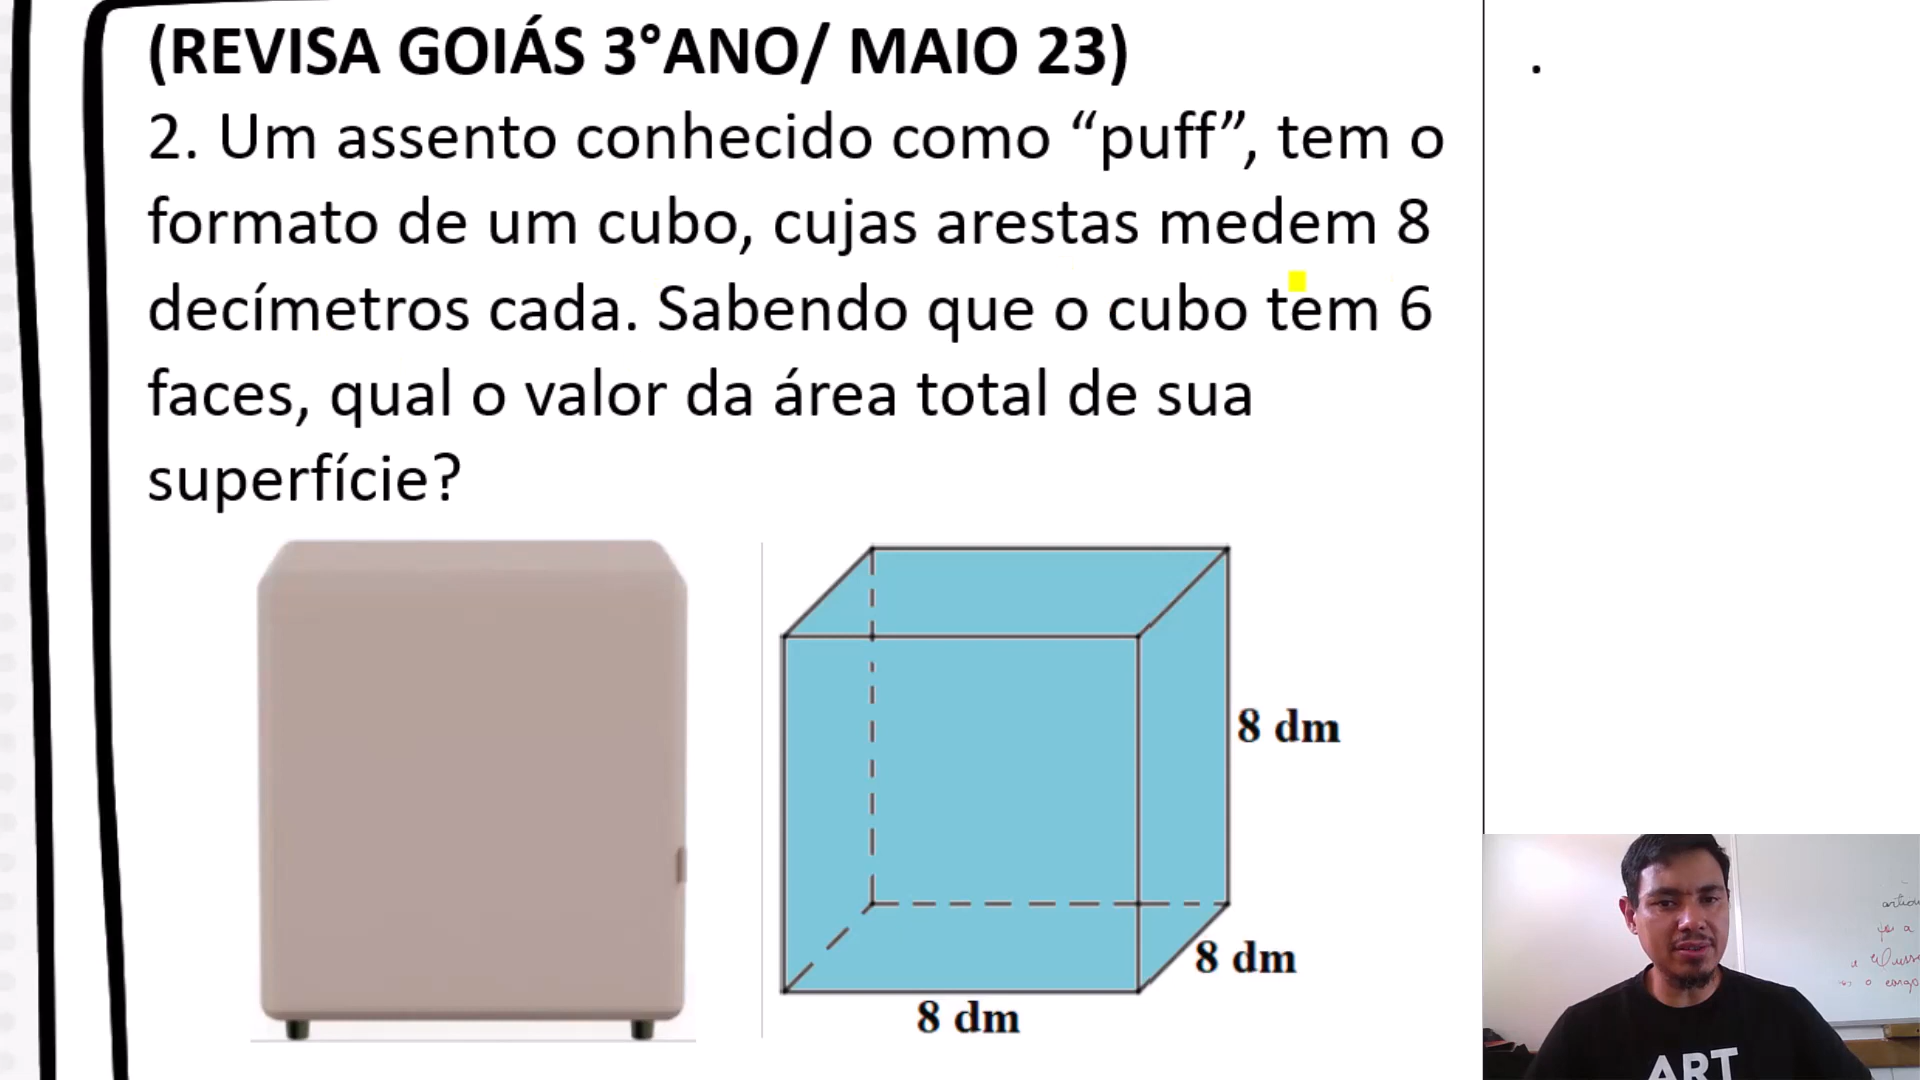 (REVISA GOIÁS 3°ANO/ MAIO 23)
2. Um assento conhecido como “puff”, tem o
formato de um cubo, cujas arestas medem 8
decímetros cada. Sabendo que o cubo tem 6
faces, qual o valor da área total de sua
superfície?
8 dm
8 dm
8 dm
.
ART